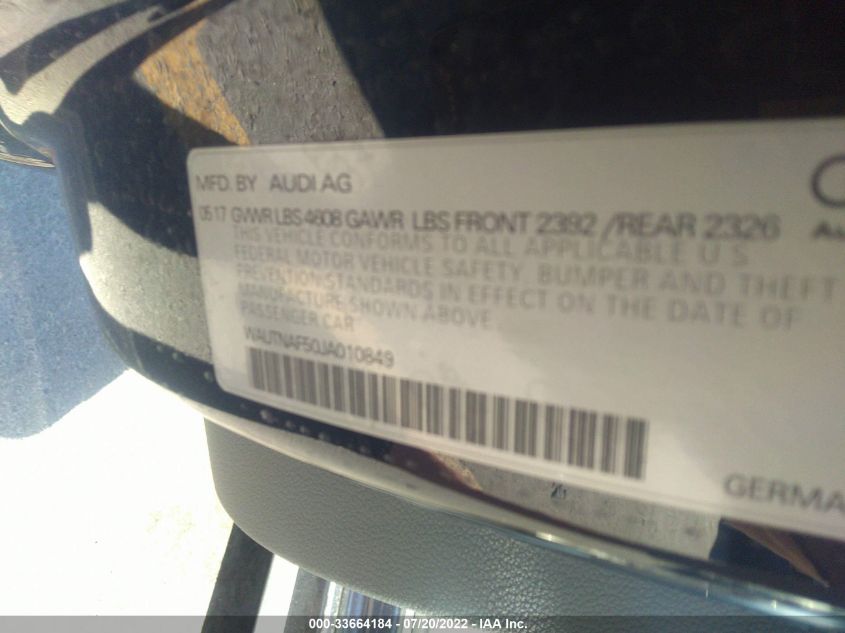 MFD. BY AUDI AG
0517 GVWR LBS 4608 GAWR LBS FRONT 2392 /REAR 2326
THIS VEHICLE CONFORMS TO ALL APPLICABLE U S
FEDERAL MOTOR VEHICLE SAFETY, BUMPER AND THEFT
PREVENTION STANDARDS IN EFFECT ON THE DATE OF
MANUFACTURE SHOWN ABOVE
PASSENGER CAR
WAUTNAF50JA010849
GERMA
000-33664184 - 07/20/2022 - IAA Inc.